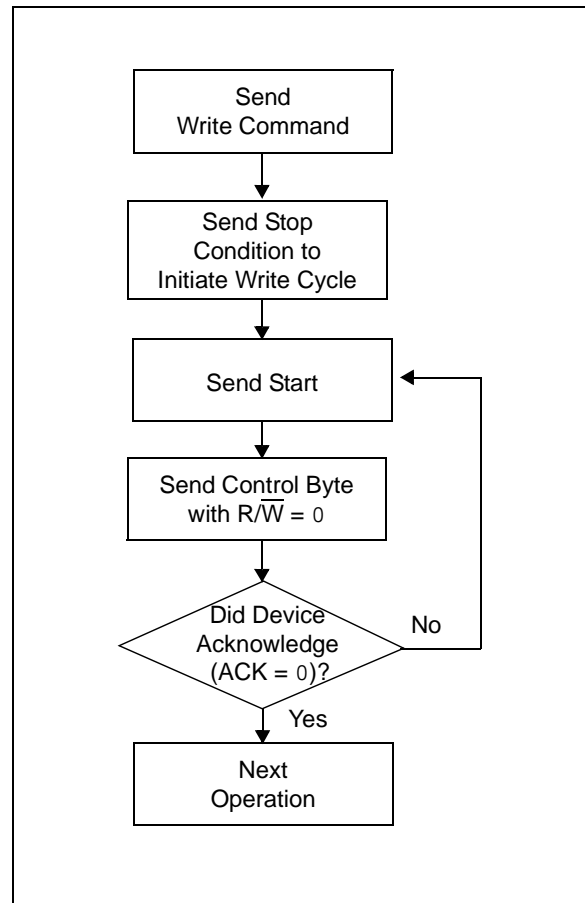 Send
Write Command
Send Stop
Condition to
Initiate Write Cycle
Send Start
Send Control Byte
with R/W̅ = 0
Did Device
Acknowledge
(ACK = 0)?
No
Yes
Next
Operation